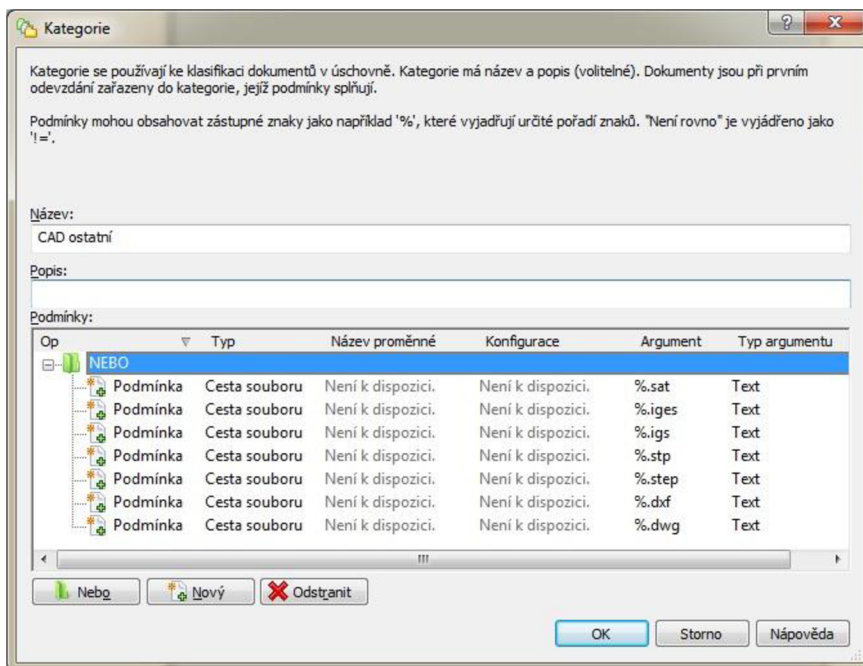 Kategorie
Kategorie se používají ke klasifikaci dokumentů v úschovně. Kategorie má název a popis (volitelné). Dokumenty jsou při prvním
odevzdání zařazeny do kategorie, jejíž podmínky splňují.
Podmínky mohou obsahovat zástupné znaky jako například '%', které vyjadřují určité pořadí znaků. "Není rovno" je vyjádřeno jako
'!='.
Název:
CAD ostatní
Popis:
Podmínky:
Op Typ Název proměnné Konfigurace Argument Typ argumentu
NEBO
Podmínka Cesta souboru Není k dispozici. Není k dispozici. %.sat Text
Podmínka Cesta souboru Není k dispozici. Není k dispozici. %.iges Text
Podmínka Cesta souboru Není k dispozici. Není k dispozici. %.igs Text
Podmínka Cesta souboru Není k dispozici. Není k dispozici. %.stp Text
Podmínka Cesta souboru Není k dispozici. Není k dispozici. %.step Text
Podmínka Cesta souboru Není k dispozici. Není k dispozici. %.dxf Text
Podmínka Cesta souboru Není k dispozici. Není k dispozici. %.dwg Text
Nebo Nový Odstranit
OK Storno Nápověda